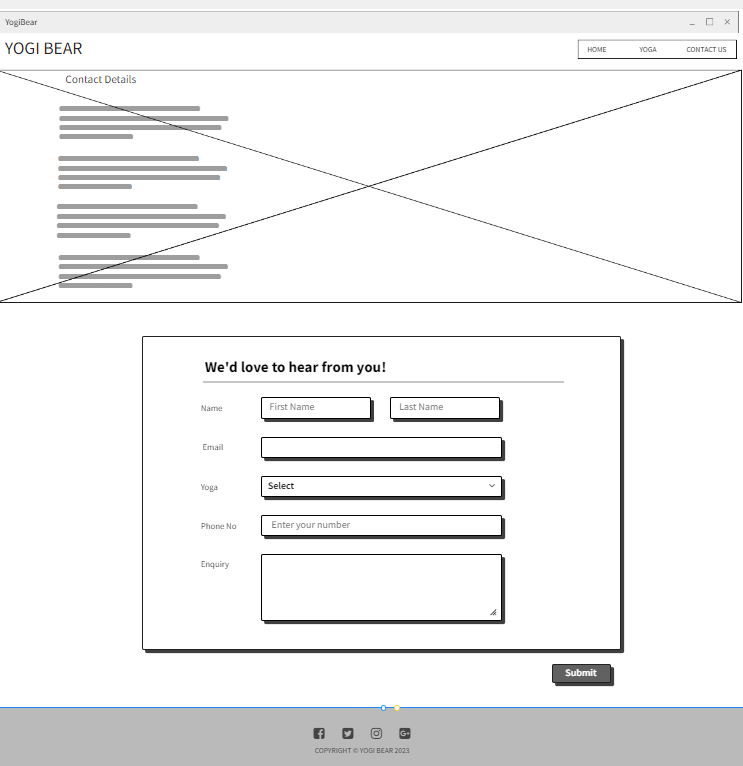 YogiBear
YOGI BEAR
HOME YOGA CONTACT US
Contact Details
We'd love to hear from you!
Name First Name Last Name
Email
Yoga Select
Phone No Enter your number
Enquiry
Submit
G+
COPYRIGHT © YOGI BEAR 2023